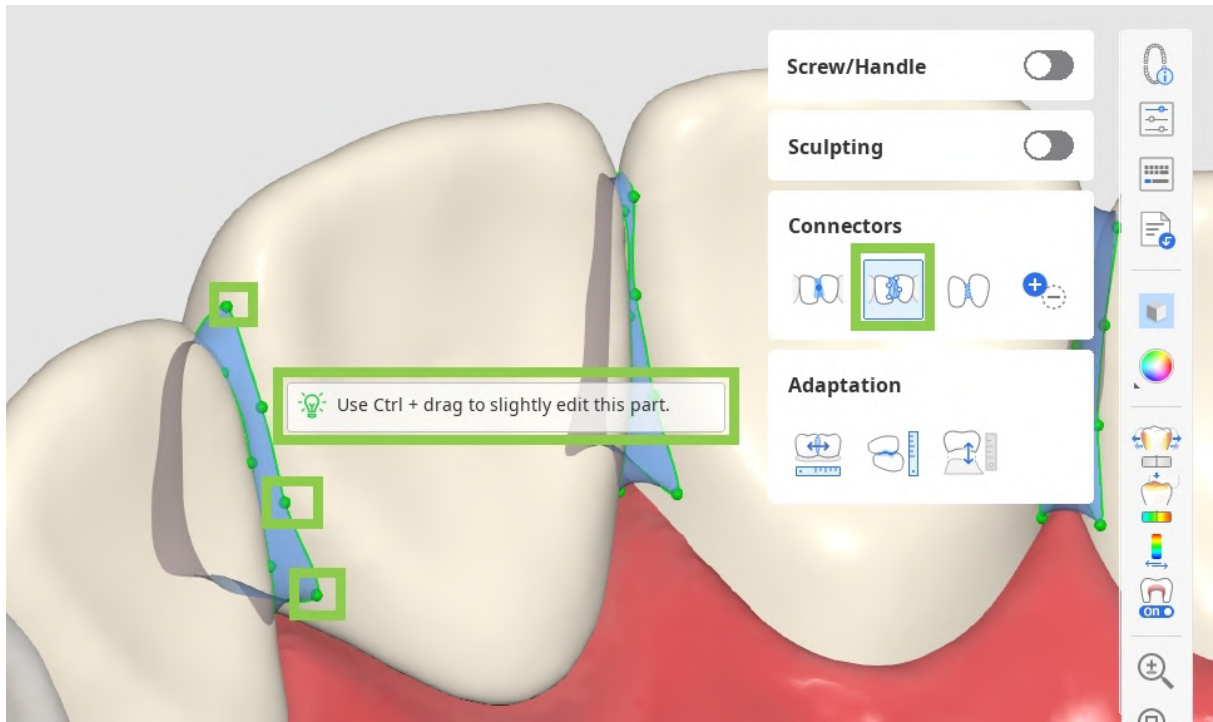 Screw/Handle
Sculpting
Connectors
Use Ctrl + drag to slightly edit this part.
Adaptation
On